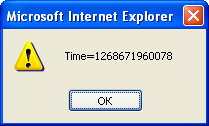 Microsoft Internet Explorer
Time=1268671960078
OK